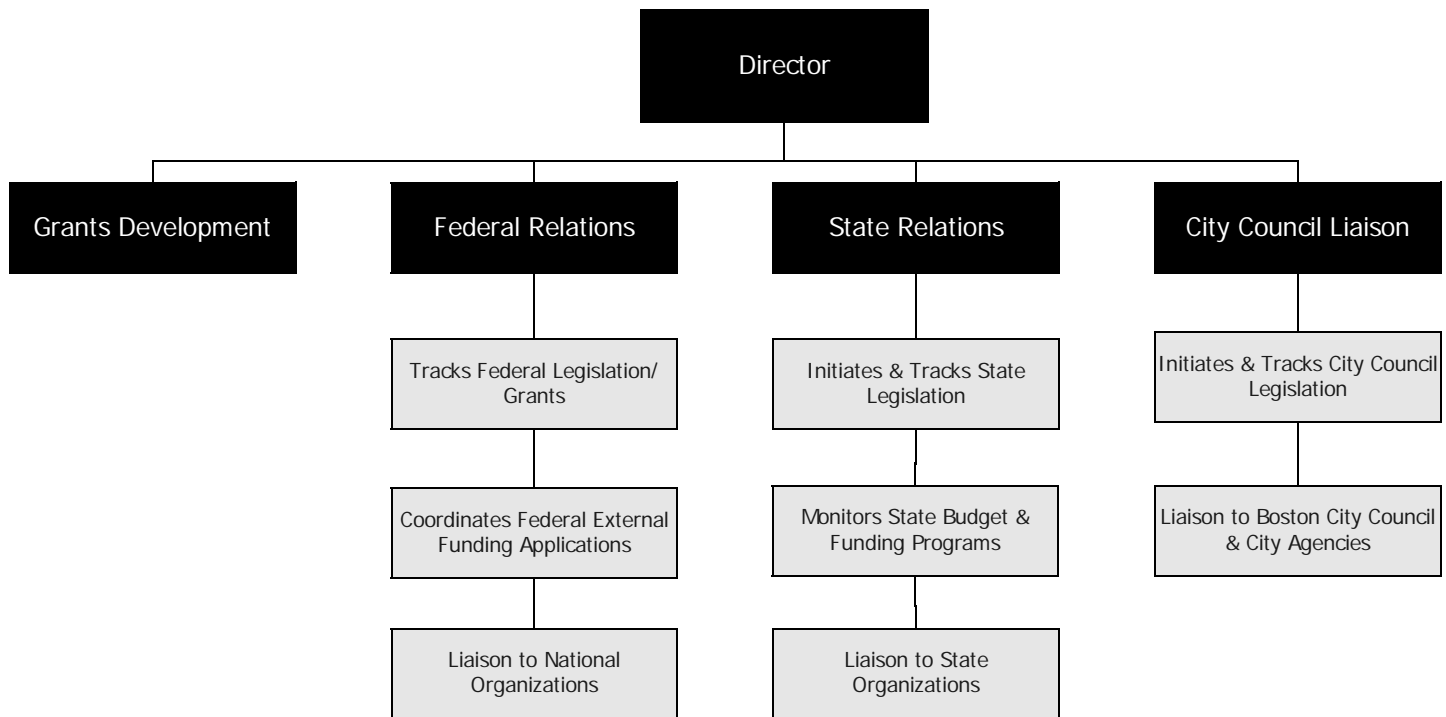 Director
Grants Development
Federal Relations
State Relations
City Council Liaison
Tracks Federal Legislation/
Grants
Initiates & Tracks State
Legislation
Initiates & Tracks City Council
Legislation
Coordinates Federal External
Funding Applications
Monitors State Budget &
Funding Programs
Liaison to Boston City Council
& City Agencies
Liaison to National
Organizations
Liaison to State
Organizations